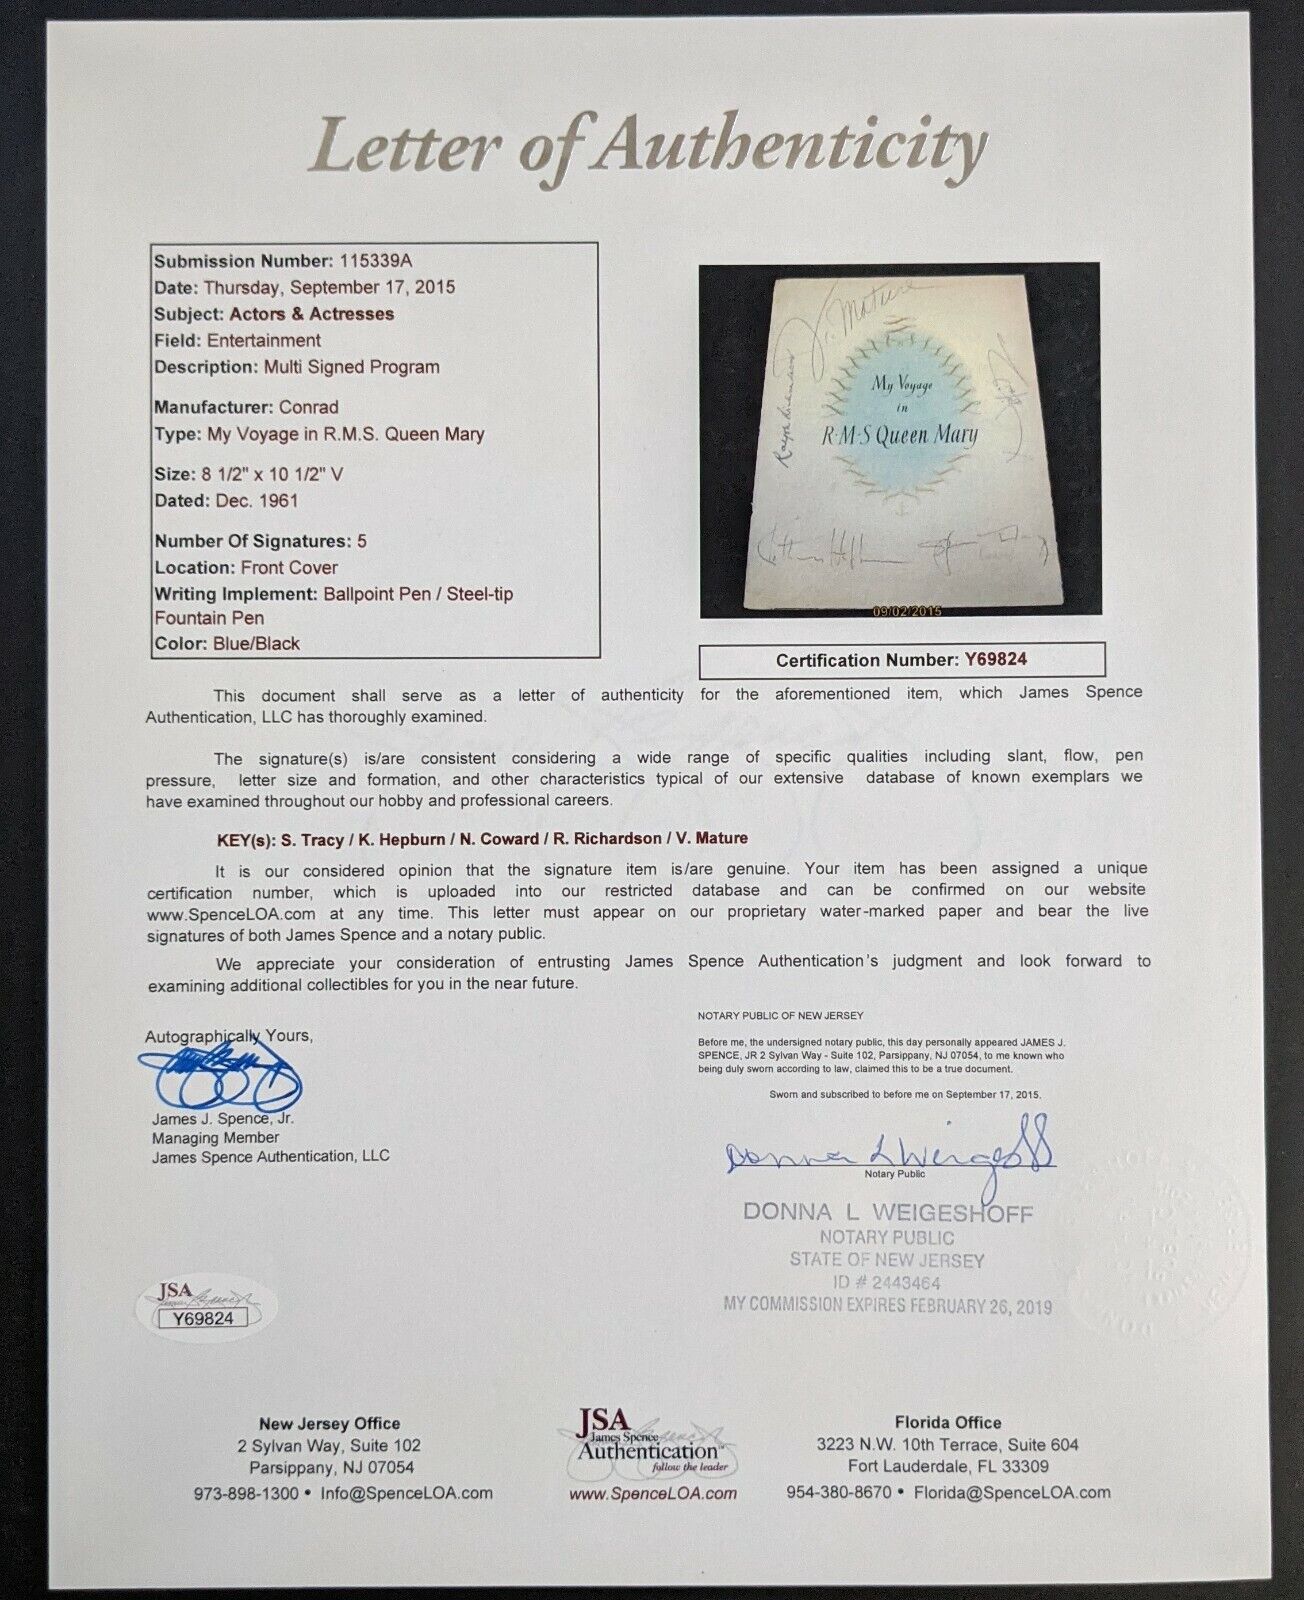 Letter of Authenticity
Submission Number: 115339A
Date: Thursday, September 17, 2015
Subject: Actors & Actresses
Field: Entertainment
Description: Multi Signed Program
Manufacturer: Conrad
Type: My Voyage in R.M.S. Queen Mary
Size: 8 1/2" x 10 1/2" V
Dated: Dec. 1961
Number Of Signatures: 5
Location: Front Cover
Writing Implement: Ballpoint Pen / Steel-tip
Fountain Pen
Color: Blue/Black
V. Mature
Ralph Richardson
My Voyage
in
R·M·S Queen Mary
Katharine Hepburn
09/02/2015
Certification Number: Y69824
This document shall serve as a letter of authenticity for the aforementioned item, which James Spence
Authentication, LLC has thoroughly examined.
The signature(s) is/are consistent considering a wide range of specific qualities including slant, flow, pen
pressure, letter size and formation, and other characteristics typical of our extensive database of known exemplars we
have examined throughout our hobby and professional careers.
KEY(s): S. Tracy / K. Hepburn / N. Coward / R. Richardson / V. Mature
It is our considered opinion that the signature item is/are genuine. Your item has been assigned a unique
certification number, which is uploaded into our restricted database and can be confirmed on our website
www.SpenceLOA.com at any time. This letter must appear on our proprietary water-marked paper and bear the live
signatures of both James Spence and a notary public.
We appreciate your consideration of entrusting James Spence Authentication's judgment and look forward to
examining additional collectibles for you in the near future.
Autographically Yours,
James J. Spence, Jr.
Managing Member
James Spence Authentication, LLC
NOTARY PUBLIC OF NEW JERSEY
Before me, the undersigned notary public, this day personally appeared JAMES J.
SPENCE, JR 2 Sylvan Way - Suite 102, Parsippany, NJ 07054, to me known who
being duly sworn according to law, claimed this to be a true document.
Sworn and subscribed to before me on September 17, 2015.
Donna L Weigeshoff
Notary Public
DONNA L WEIGESHOFF
NOTARY PUBLIC
STATE OF NEW JERSEY
ID # 2443464
MY COMMISSION EXPIRES FEBRUARY 26, 2019
JSA
Y69824
New Jersey Office
2 Sylvan Way, Suite 102
Parsippany, NJ 07054
973-898-1300 • Info@SpenceLOA.com
JSA
James Spence
Authentication™
follow the leader
www.SpenceLOA.com
Florida Office
3223 N.W. 10th Terrace, Suite 604
Fort Lauderdale, FL 33309
954-380-8670 • Florida@SpenceLOA.com